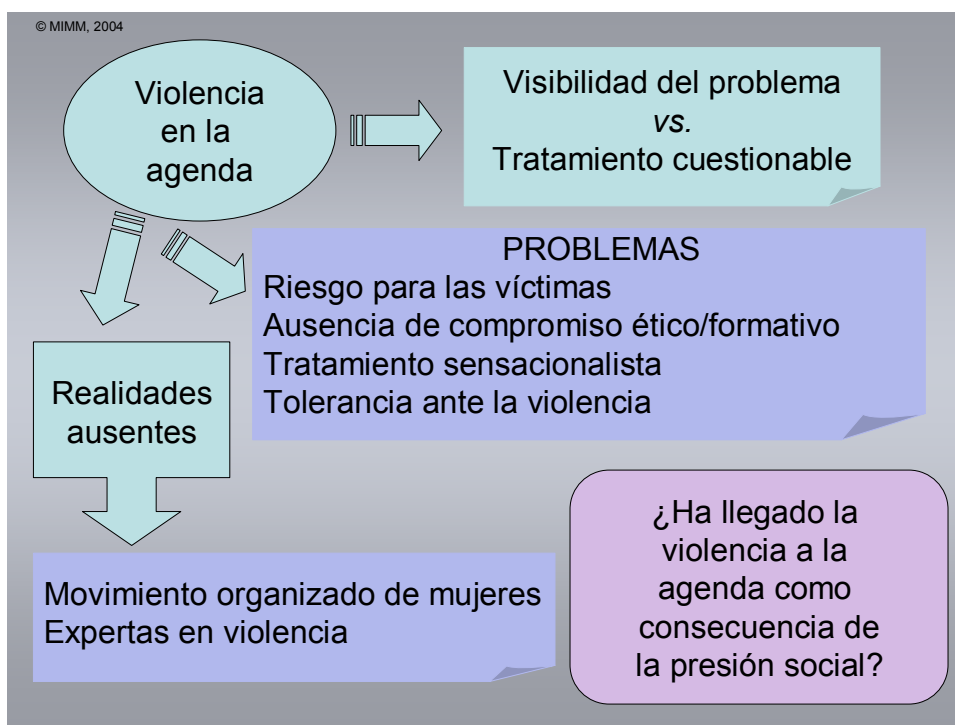 © MIMM, 2004
Violencia
en la
agenda
Visibilidad del problema
vs.
Tratamiento cuestionable
PROBLEMAS
Riesgo para las víctimas
Ausencia de compromiso ético/formativo
Tratamiento sensacionalista
Tolerancia ante la violencia
Realidades
ausentes
Movimiento organizado de mujeres
Expertas en violencia
¿Ha llegado la
violencia a la
agenda como
consecuencia de
la presión social?